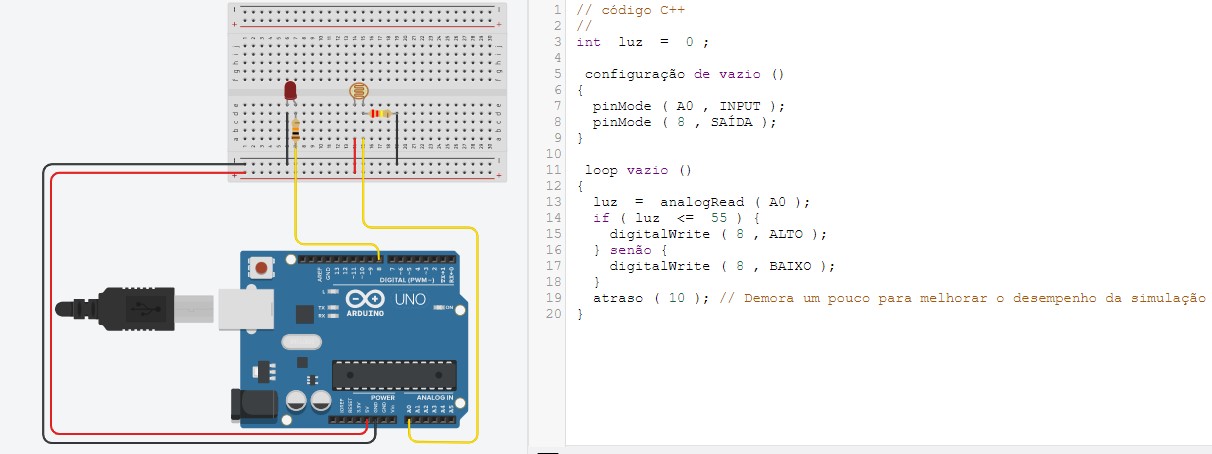 DIGITAL (PWM~)
AREF
GND
13
12
~11
~10
~9
8
7
~6
~5
4
~3
2
TX→1
RX←0
L
TX
RX
UNO
ON
ARDUINO
POWER
ANALOG IN
IOREF
RESET
3.3V
5V
GND
GND
Vin
A0
A1
A2
A3
A4
A5
1 // código C++
2 //
3 int luz = 0 ;
4
5 configuração de vazio ()
6 {
7 pinMode ( A0 , INPUT );
8 pinMode ( 8 , SAÍDA );
9 }
10
11 loop vazio ()
12 {
13 luz = analogRead ( A0 );
14 if ( luz <= 55 ) {
15 digitalWrite ( 8 , ALTO );
16 } senão {
17 digitalWrite ( 8 , BAIXO );
18 }
19 atraso ( 10 ); // Demora um pouco para melhorar o desempenho da simulação
20 }